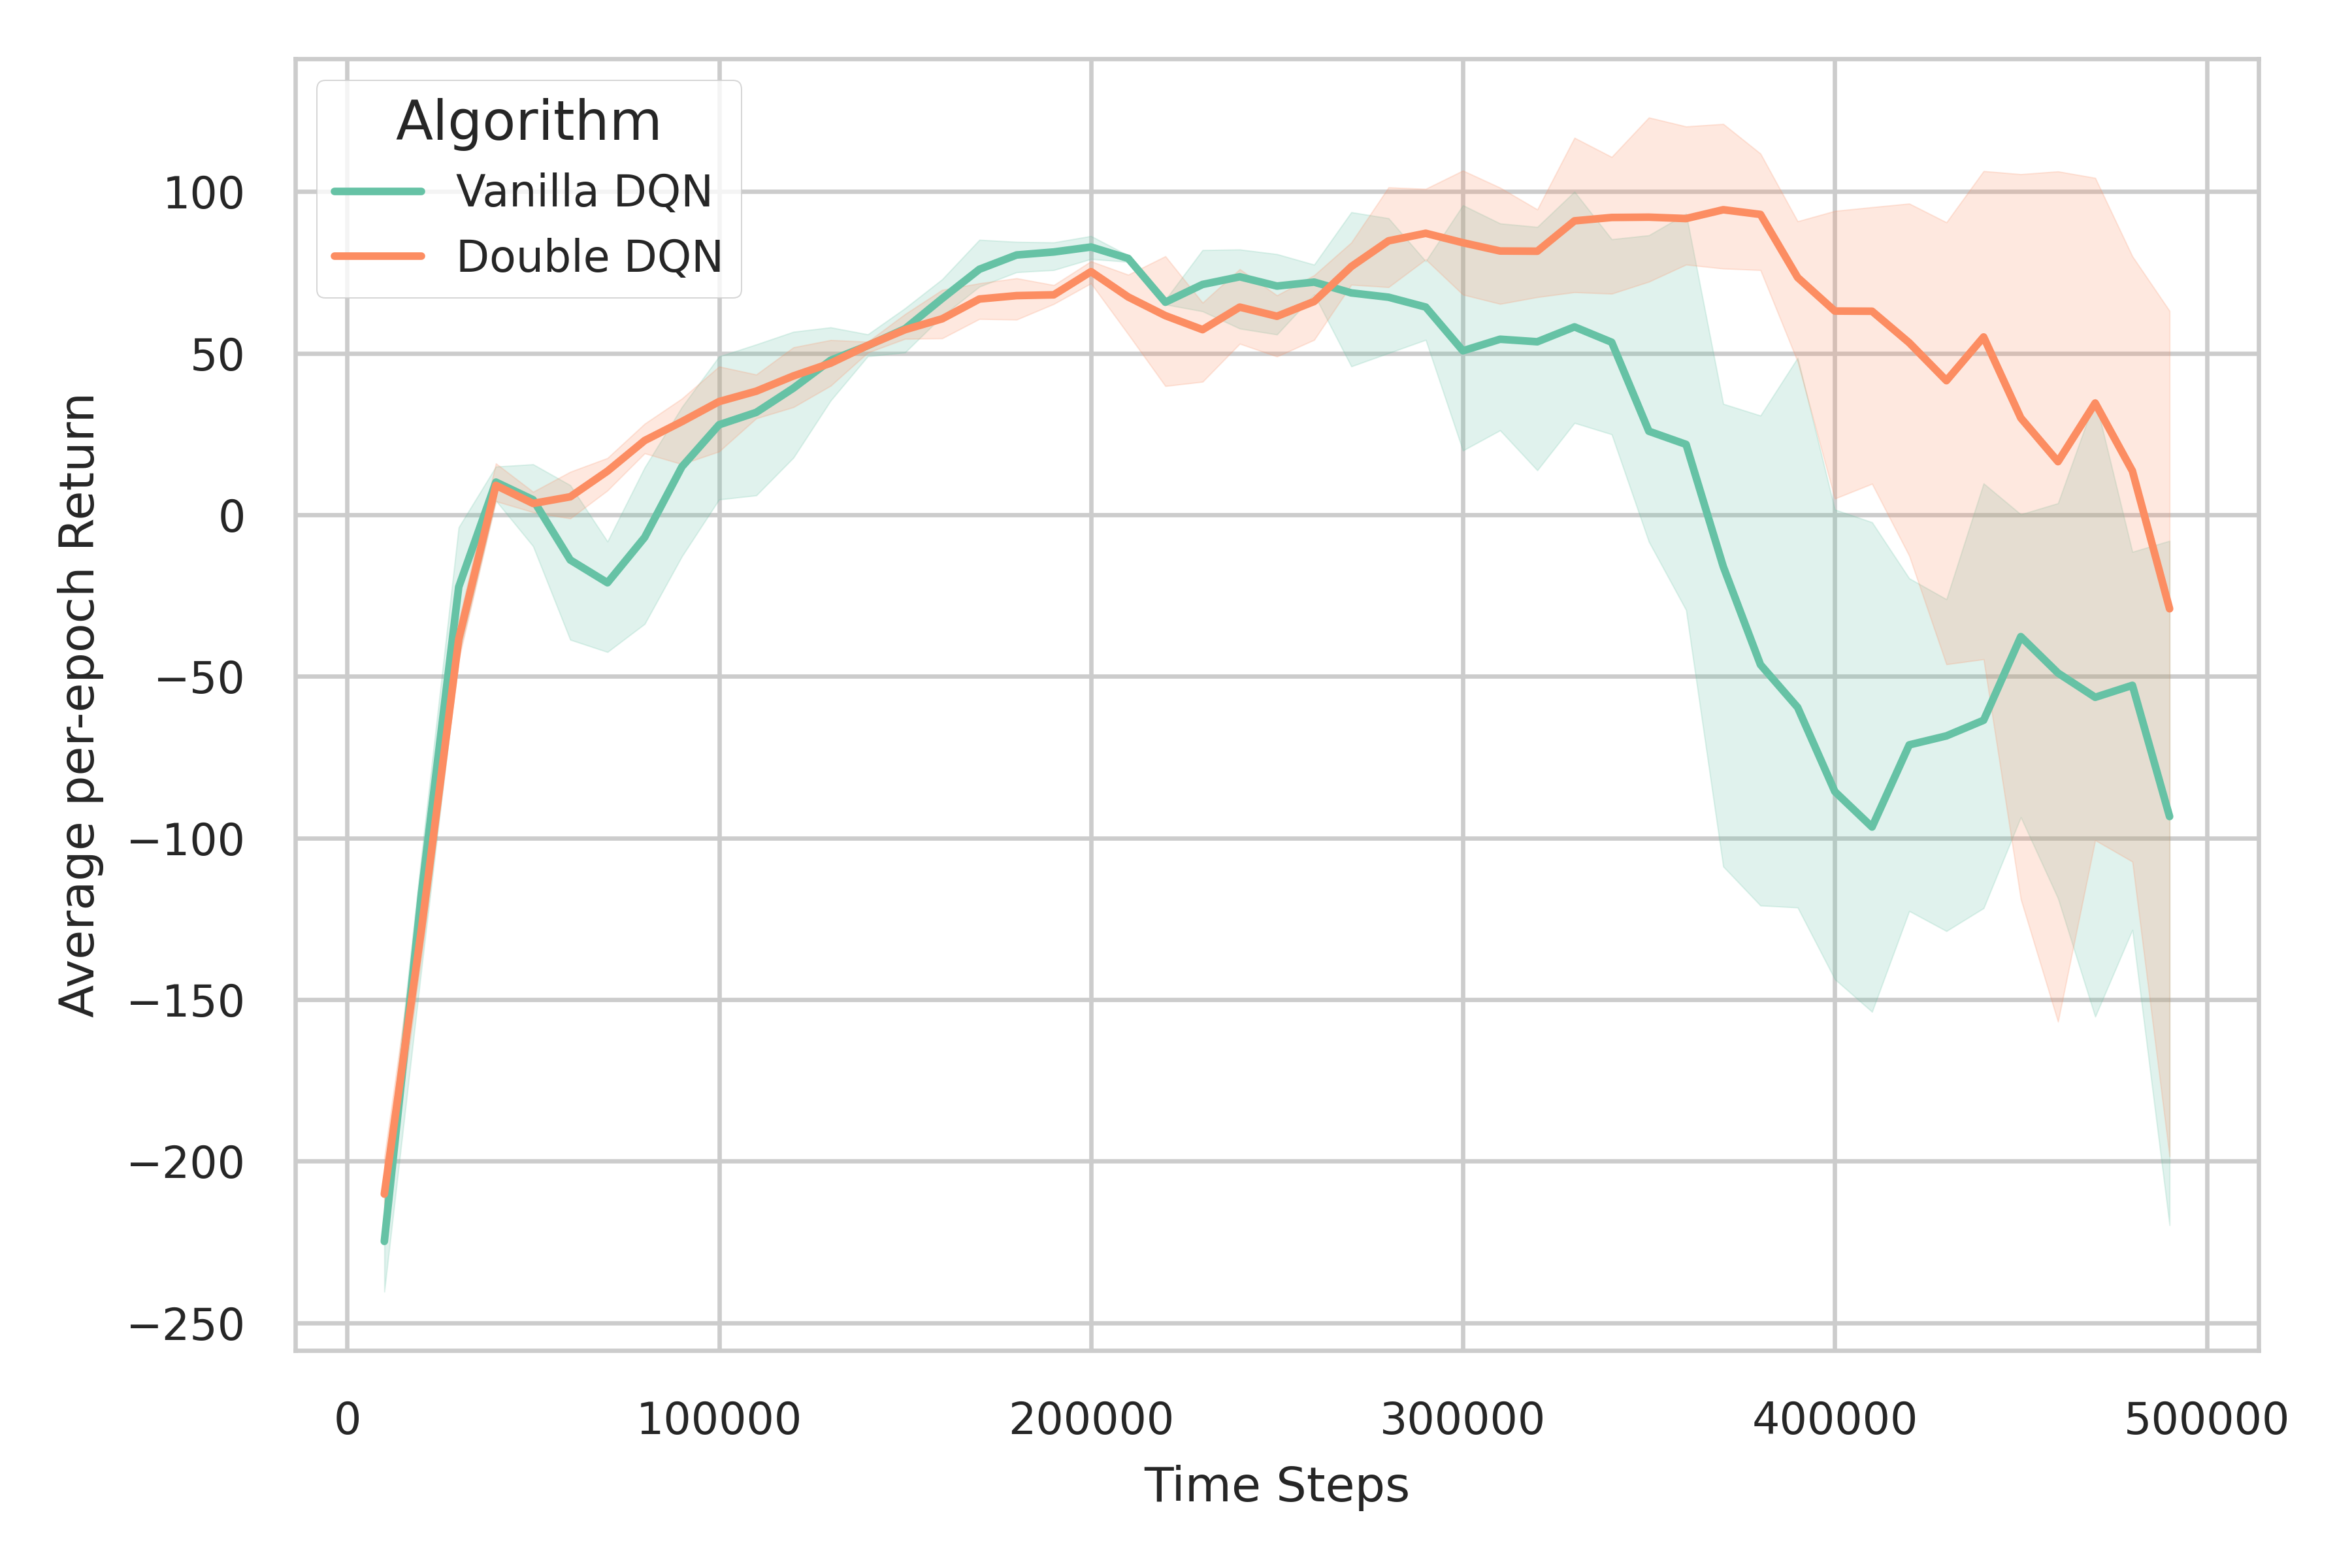 Algorithm
Vanilla DQN
Double DQN
100
50
0
−50
−100
−150
−200
−250
Average per-epoch Return
0 100000 200000 300000 400000 500000
Time Steps